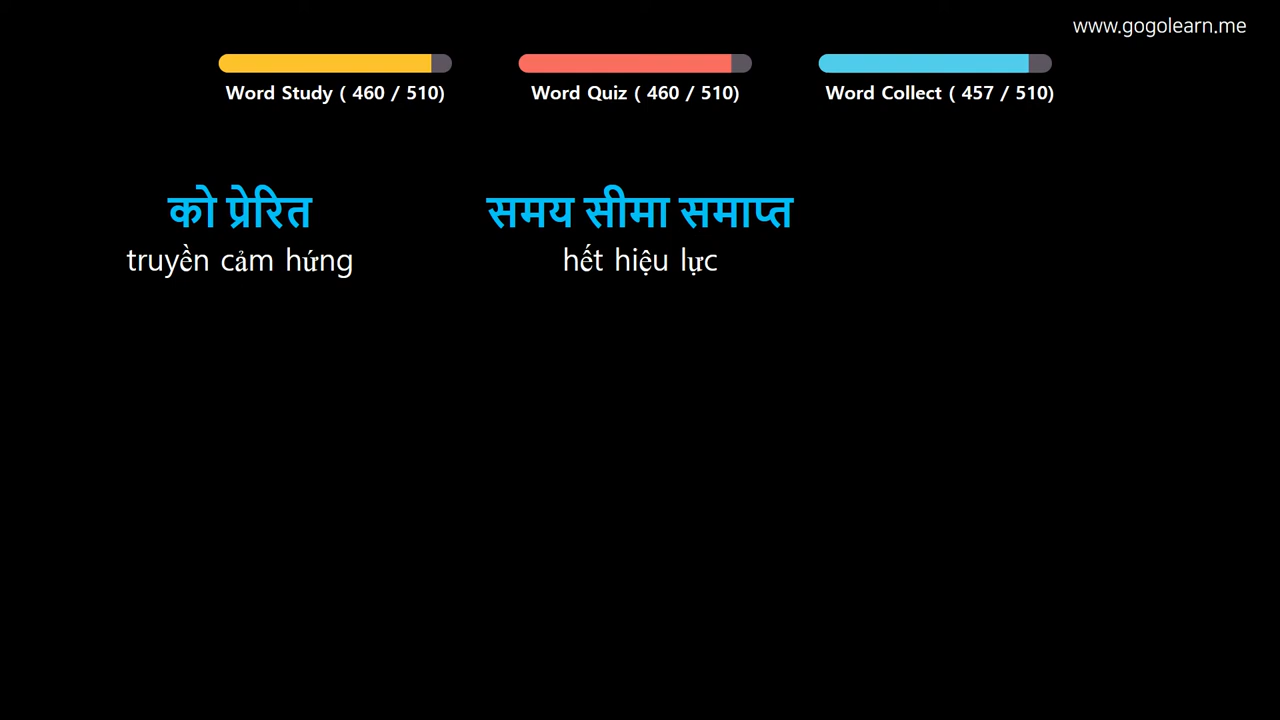 www.gogolearn.me
Word Study ( 460 / 510)
Word Quiz ( 460 / 510)
Word Collect ( 457 / 510)
को प्रेरित
truyền cảm hứng
समय सीमा समाप्त
hết hiệu lực